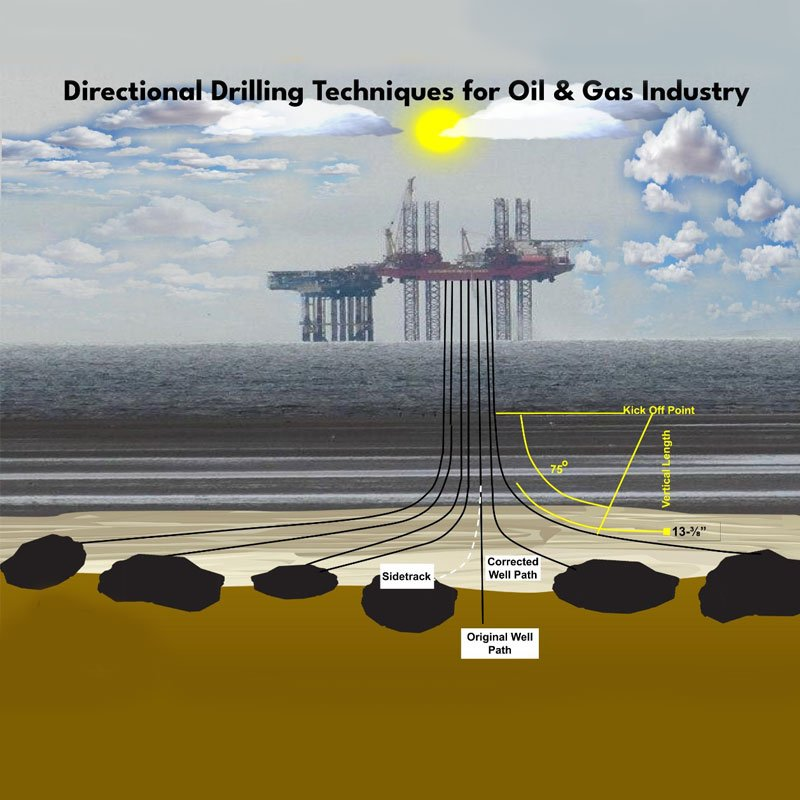 Directional Drilling Techniques for Oil & Gas Industry
Kick Off Point
75°
Vertical Length
13-⅜"
Corrected
Well Path
Sidetrack
Original Well
Path